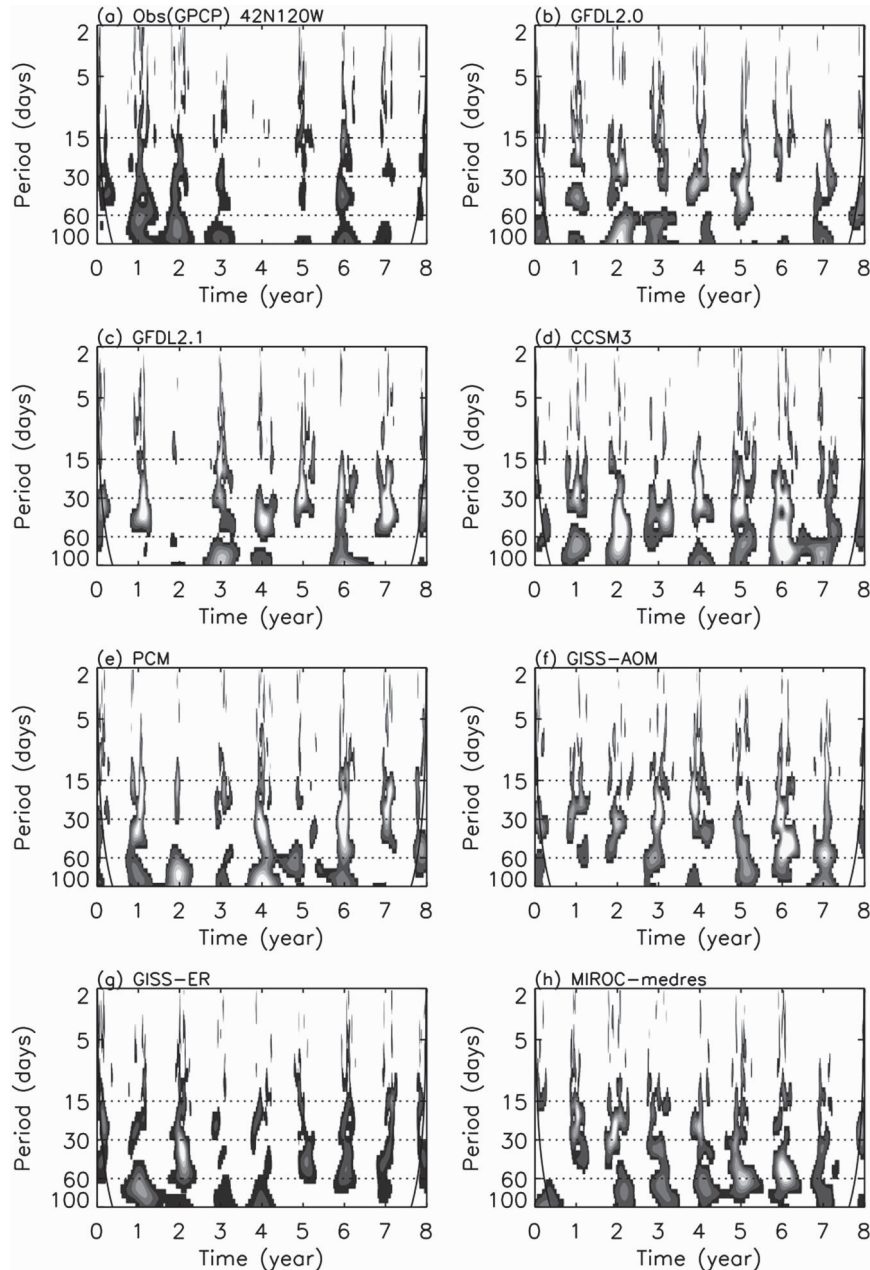 (a) Obs(GPCP) 42N120W
2
5
15
30
60
100
Period (days)
0 1 2 3 4 5 6 7 8
Time (year)
(b) GFDL2.0
2
5
15
30
60
100
Period (days)
0 1 2 3 4 5 6 7 8
Time (year)
(c) GFDL2.1
2
5
15
30
60
100
Period (days)
0 1 2 3 4 5 6 7 8
Time (year)
(d) CCSM3
2
5
15
30
60
100
Period (days)
0 1 2 3 4 5 6 7 8
Time (year)
(e) PCM
2
5
15
30
60
100
Period (days)
0 1 2 3 4 5 6 7 8
Time (year)
(f) GISS-AOM
2
5
15
30
60
100
Period (days)
0 1 2 3 4 5 6 7 8
Time (year)
(g) GISS-ER
2
5
15
30
60
100
Period (days)
0 1 2 3 4 5 6 7 8
Time (year)
(h) MIROC-medres
2
5
15
30
60
100
Period (days)
0 1 2 3 4 5 6 7 8
Time (year)